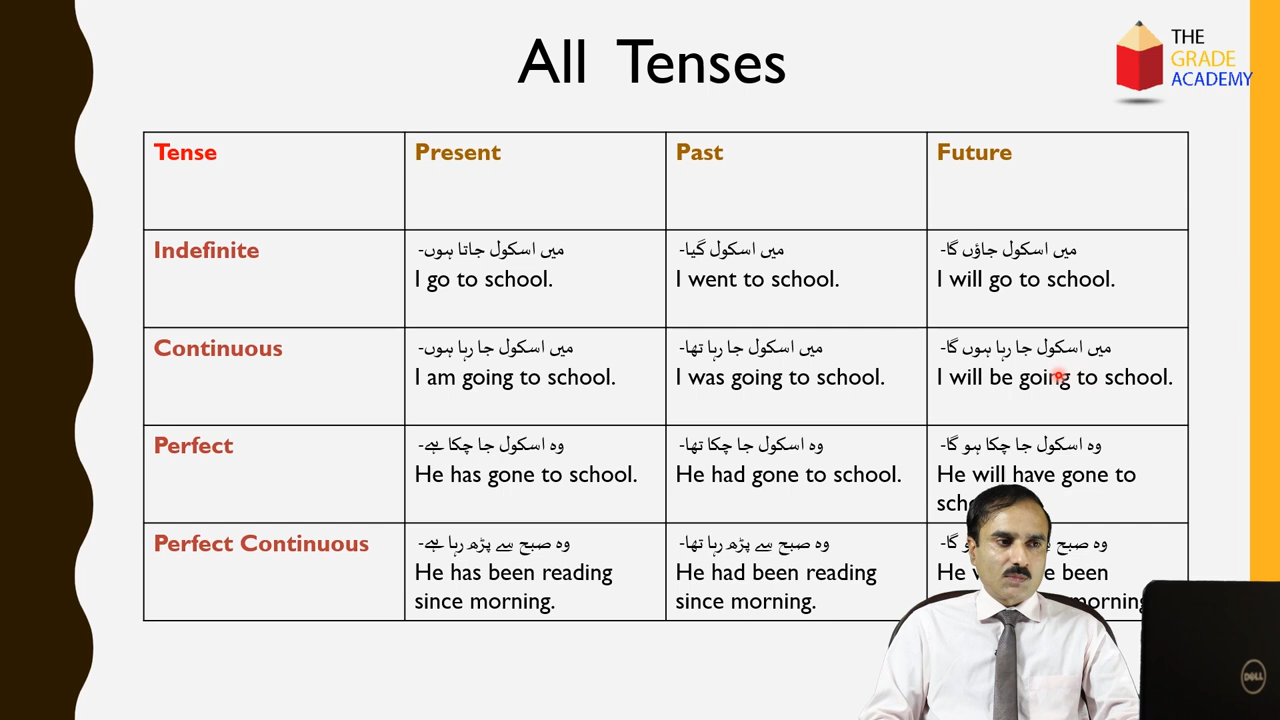 All Tenses
THE
GRADE
ACADEMY
Tense
Present
Past
Future
Indefinite
میں اسکول جاتا ہوں-
I go to school.
میں اسکول گیا-
I went to school.
میں اسکول جاؤں گا-
I will go to school.
Continuous
میں اسکول جا رہا ہوں-
I am going to school.
میں اسکول جا رہا تھا-
I was going to school.
میں اسکول جا رہا ہوں گا-
I will be going to school.
Perfect
وہ اسکول جا چکا ہے-
He has gone to school.
وہ اسکول جا چکا تھا-
He had gone to school.
وہ اسکول جا چکا ہو گا-
He will have gone to
Perfect Continuous
وہ صبح سے پڑھ رہا ہے-
He has been reading
since morning.
وہ صبح سے پڑھ رہا تھا-
He had been reading
since morning.
وہ صبح گا-
He been
morning
DELL